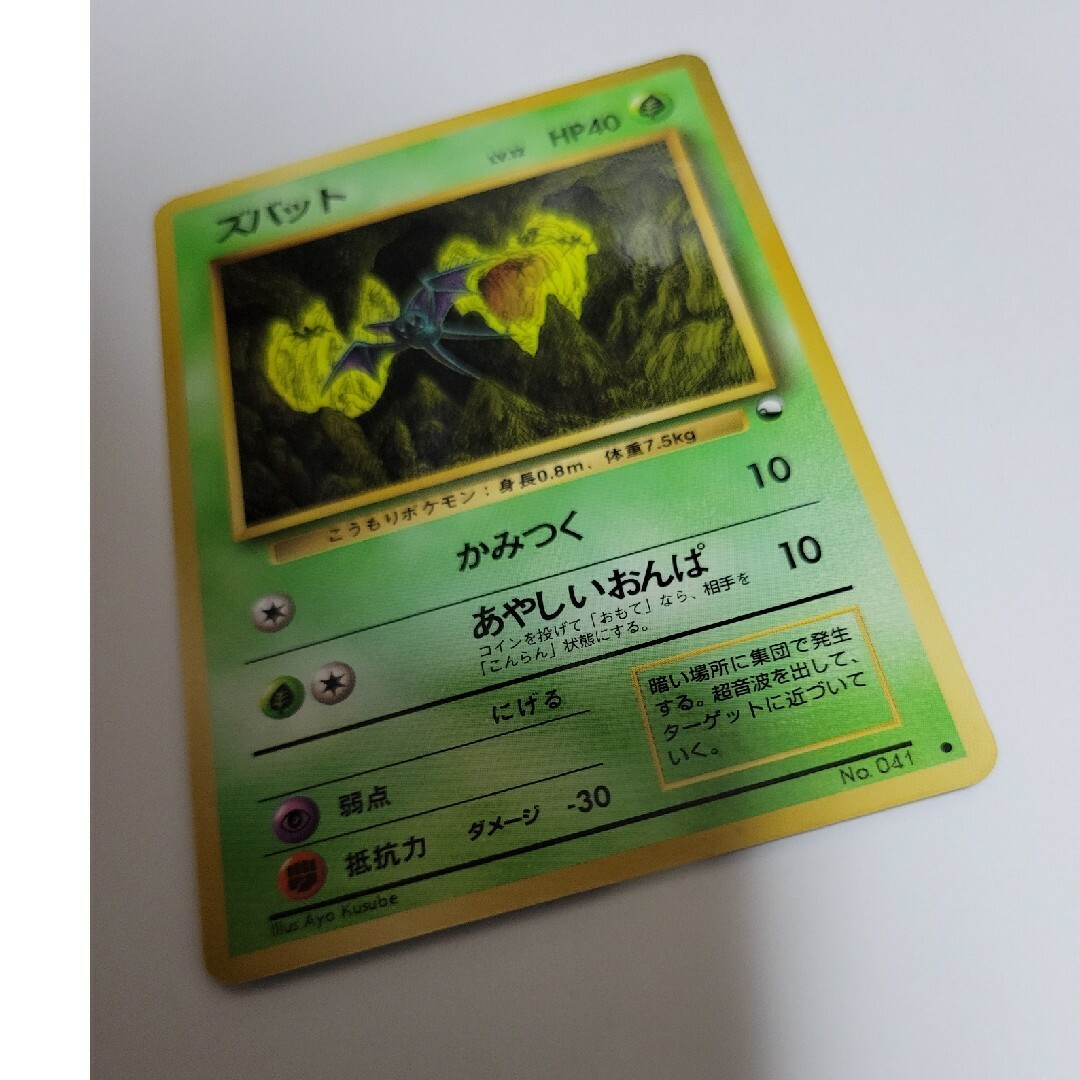 ズバット LV.12 HP40
こうもりポケモン：身長0.8m、体重7.5kg
かみつく 10
あやしいおんぱ 10
コインを投げて「おもて」なら、相手を
「こんらん」状態にする。
にげる
弱点
抵抗力 ダメージ -30
暗い場所に集団で発生
する。超音波を出して、
ターゲットに近づいて
いく。
Illus Aya Kusube
No. 041